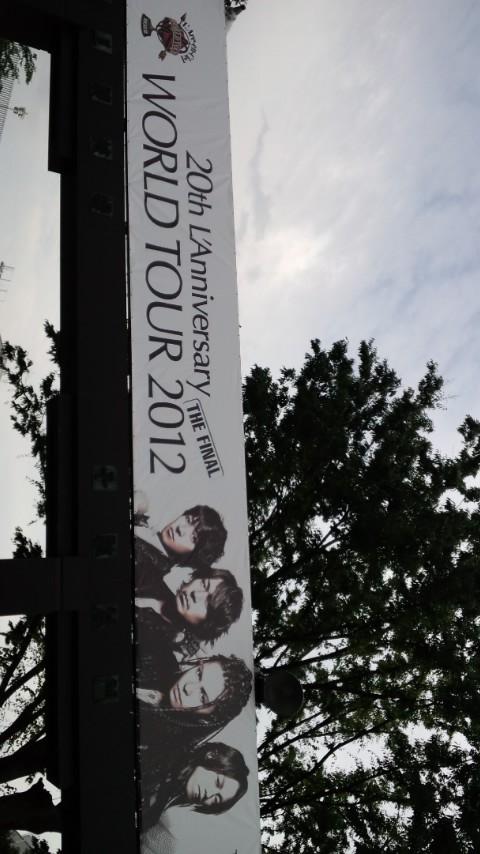 20th L'Anniversary
WORLD TOUR 2012
THE FINAL